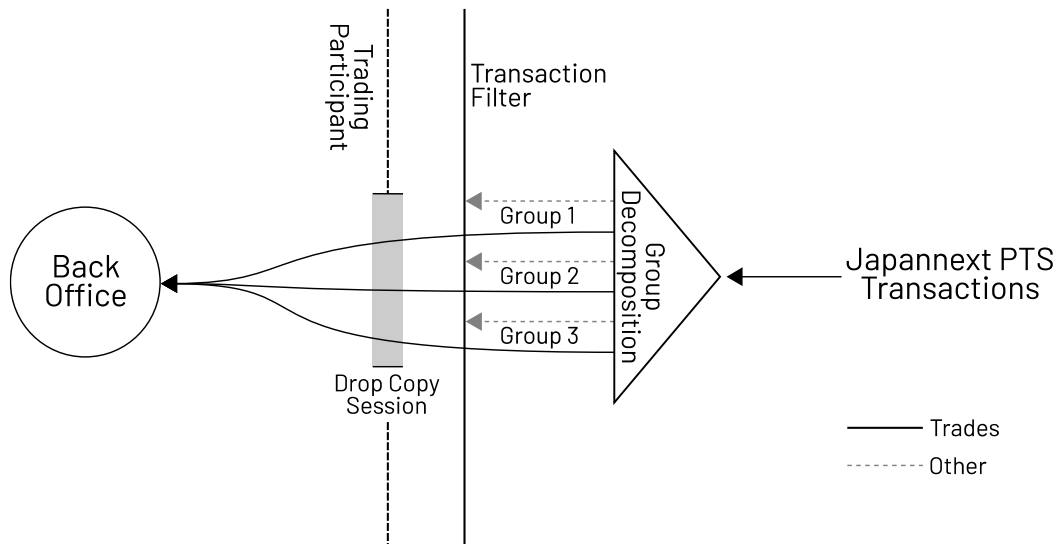 Trading
Participant
Transaction
Filter
Group 1
Group 2
Group 3
Group
Decomposition
Back
Office
Japannext PTS
Transactions
Drop Copy
Session
Trades
Other